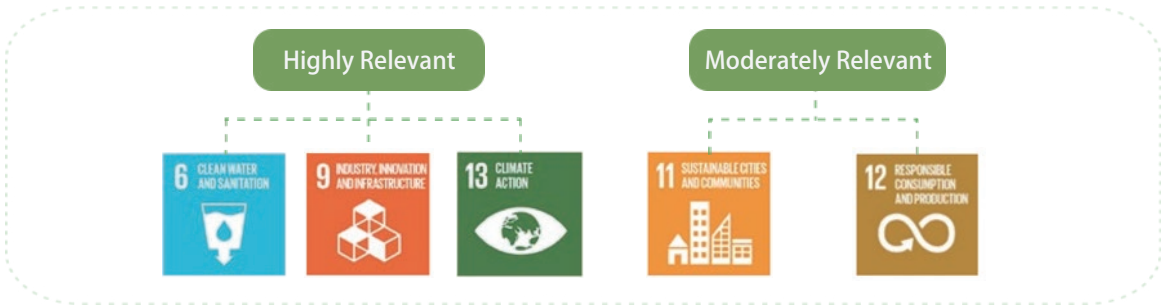 Highly Relevant
Moderately Relevant
6 CLEAN WATER
AND SANITATION
9 INDUSTRY, INNOVATION
AND INFRASTRUCTURE
13 CLIMATE
ACTION
11 SUSTAINABLE CITIES
AND COMMUNITIES
12 RESPONSIBLE
CONSUMPTION
AND PRODUCTION